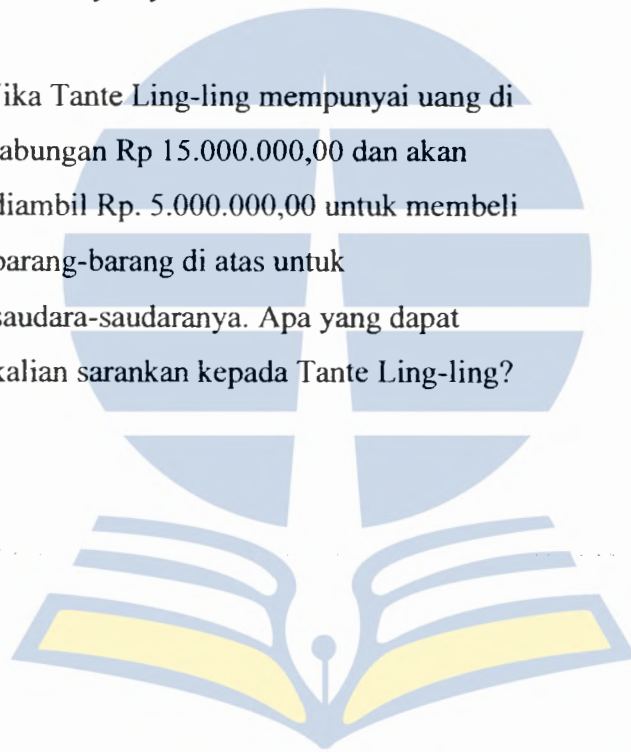 ika Tante Ling-ling mempunyai uang di
abungan Rp 15.000.000,00 dan akan
diambil Rp. 5.000.000,00 untuk membeli
barang-barang di atas untuk
saudara-saudaranya. Apa yang dapat
kalian sarankan kepada Tante Ling-ling?